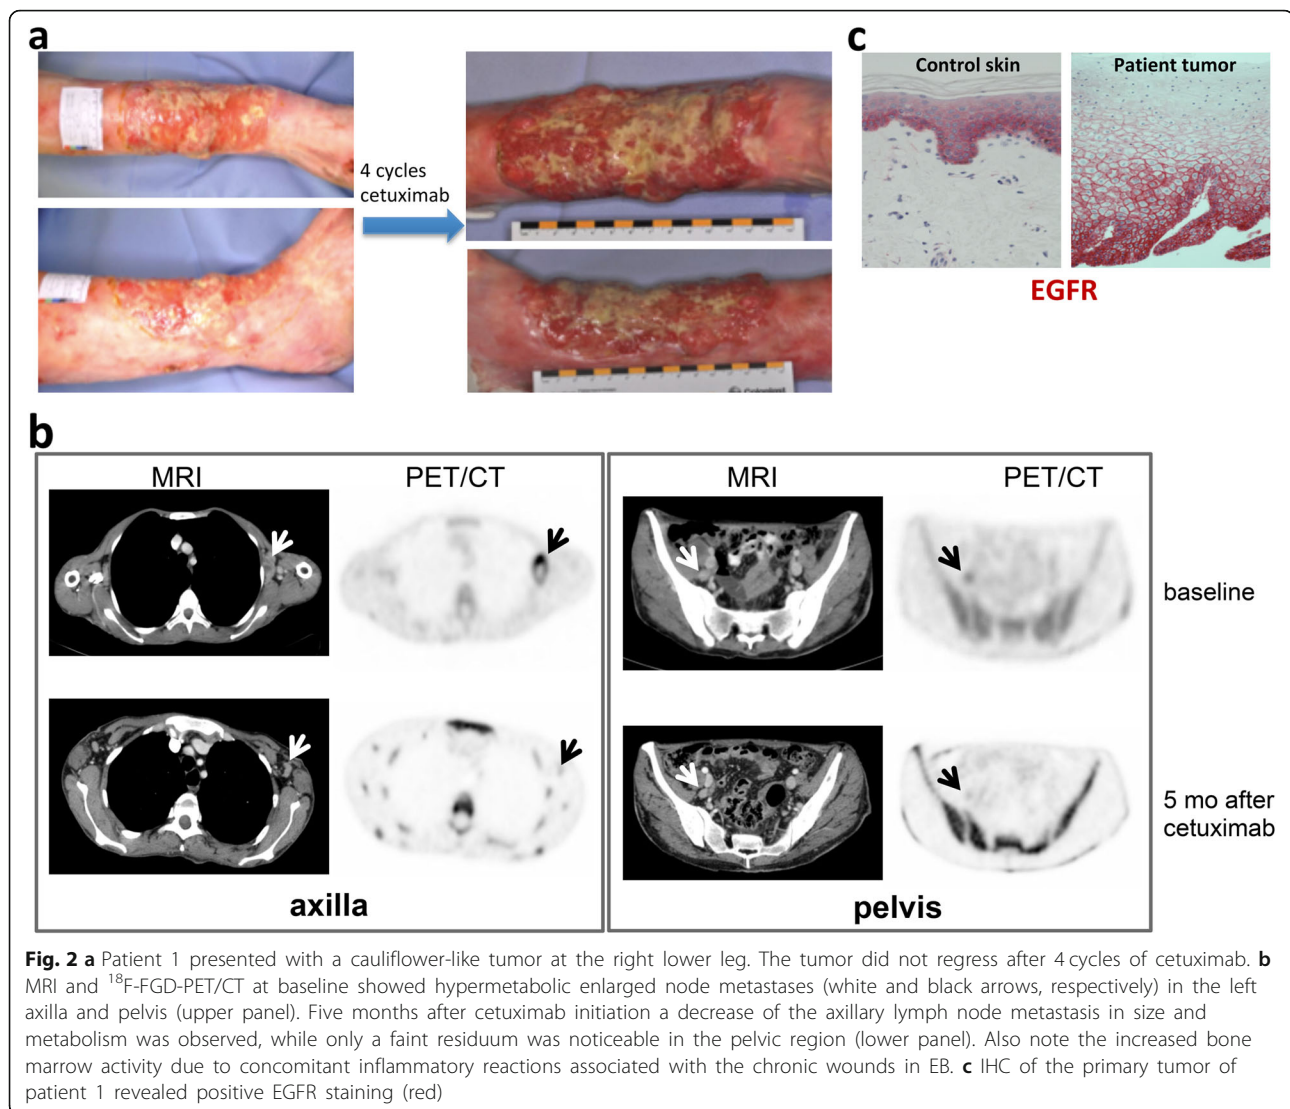 a
4 cycles
cetuximab
Coloplast
c
Control skin
Patient tumor
EGFR
b
MRI
PET/CT
MRI
PET/CT
baseline
5 mo after
cetuximab
axilla
pelvis
Fig. 2 a Patient 1 presented with a cauliflower-like tumor at the right lower leg. The tumor did not regress after 4 cycles of cetuximab. b
MRI and 18F-FGD-PET/CT at baseline showed hypermetabolic enlarged node metastases (white and black arrows, respectively) in the left
axilla and pelvis (upper panel). Five months after cetuximab initiation a decrease of the axillary lymph node metastasis in size and
metabolism was observed, while only a faint residuum was noticeable in the pelvic region (lower panel). Also note the increased bone
marrow activity due to concomitant inflammatory reactions associated with the chronic wounds in EB. c IHC of the primary tumor of
patient 1 revealed positive EGFR staining (red)